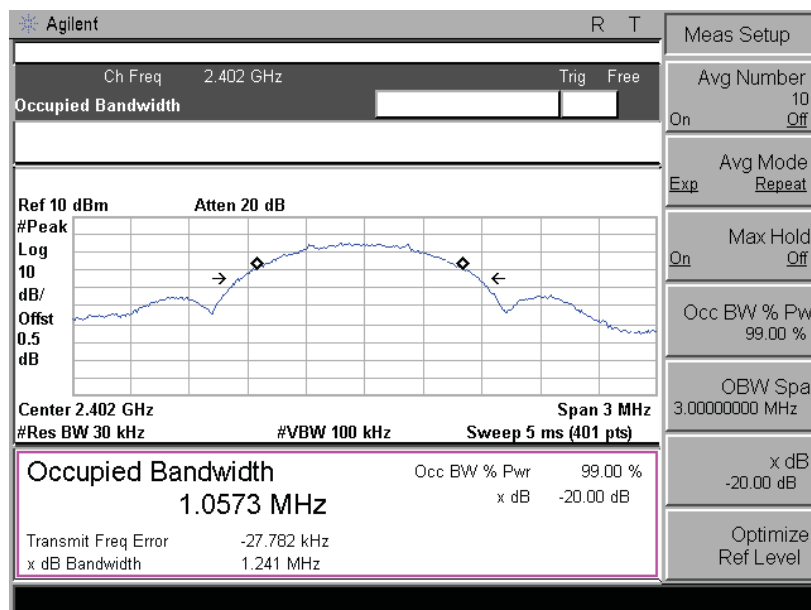 Agilent R T
Ch Freq 2.402 GHz Trig Free
Occupied Bandwidth
Ref 10 dBm Atten 20 dB
#Peak
Log
10
dB/
Offst
0.5
dB
Center 2.402 GHz Span 3 MHz
#Res BW 30 kHz #VBW 100 kHz Sweep 5 ms (401 pts)
Occupied Bandwidth Occ BW % Pwr 99.00 %
1.0573 MHz x dB -20.00 dB
Transmit Freq Error -27.782 kHz
x dB Bandwidth 1.241 MHz
Meas Setup
Avg Number
10
On Off
Avg Mode
Exp Repeat
Max Hold
On Off
Occ BW % Pw
99.00 %
OBW Spa
3.00000000 MHz
x dB
-20.00 dB
Optimize
Ref Level